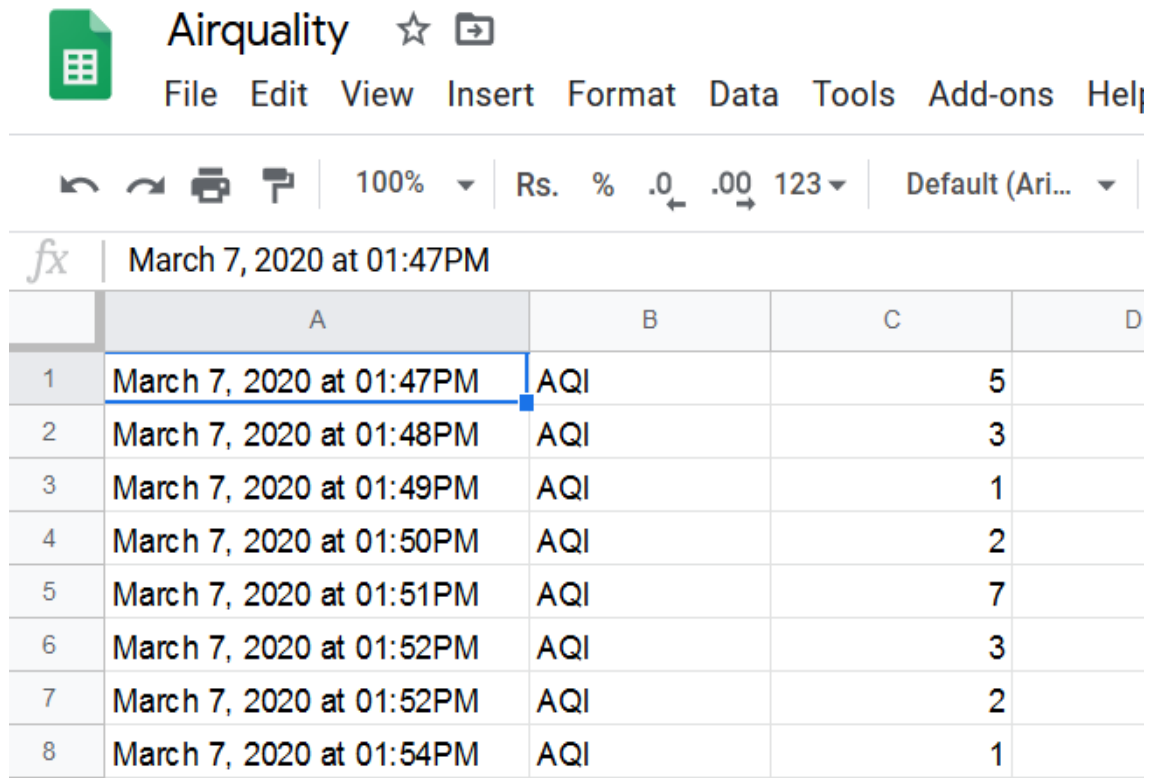 Airquality
File Edit View Insert Format Data Tools Add-ons Help
100% Rs. % .0 .00 123 Default (Ari...
fx March 7, 2020 at 01:47PM
A B C D
1 March 7, 2020 at 01:47PM AQI 5
2 March 7, 2020 at 01:48PM AQI 3
3 March 7, 2020 at 01:49PM AQI 1
4 March 7, 2020 at 01:50PM AQI 2
5 March 7, 2020 at 01:51PM AQI 7
6 March 7, 2020 at 01:52PM AQI 3
7 March 7, 2020 at 01:52PM AQI 2
8 March 7, 2020 at 01:54PM AQI 1